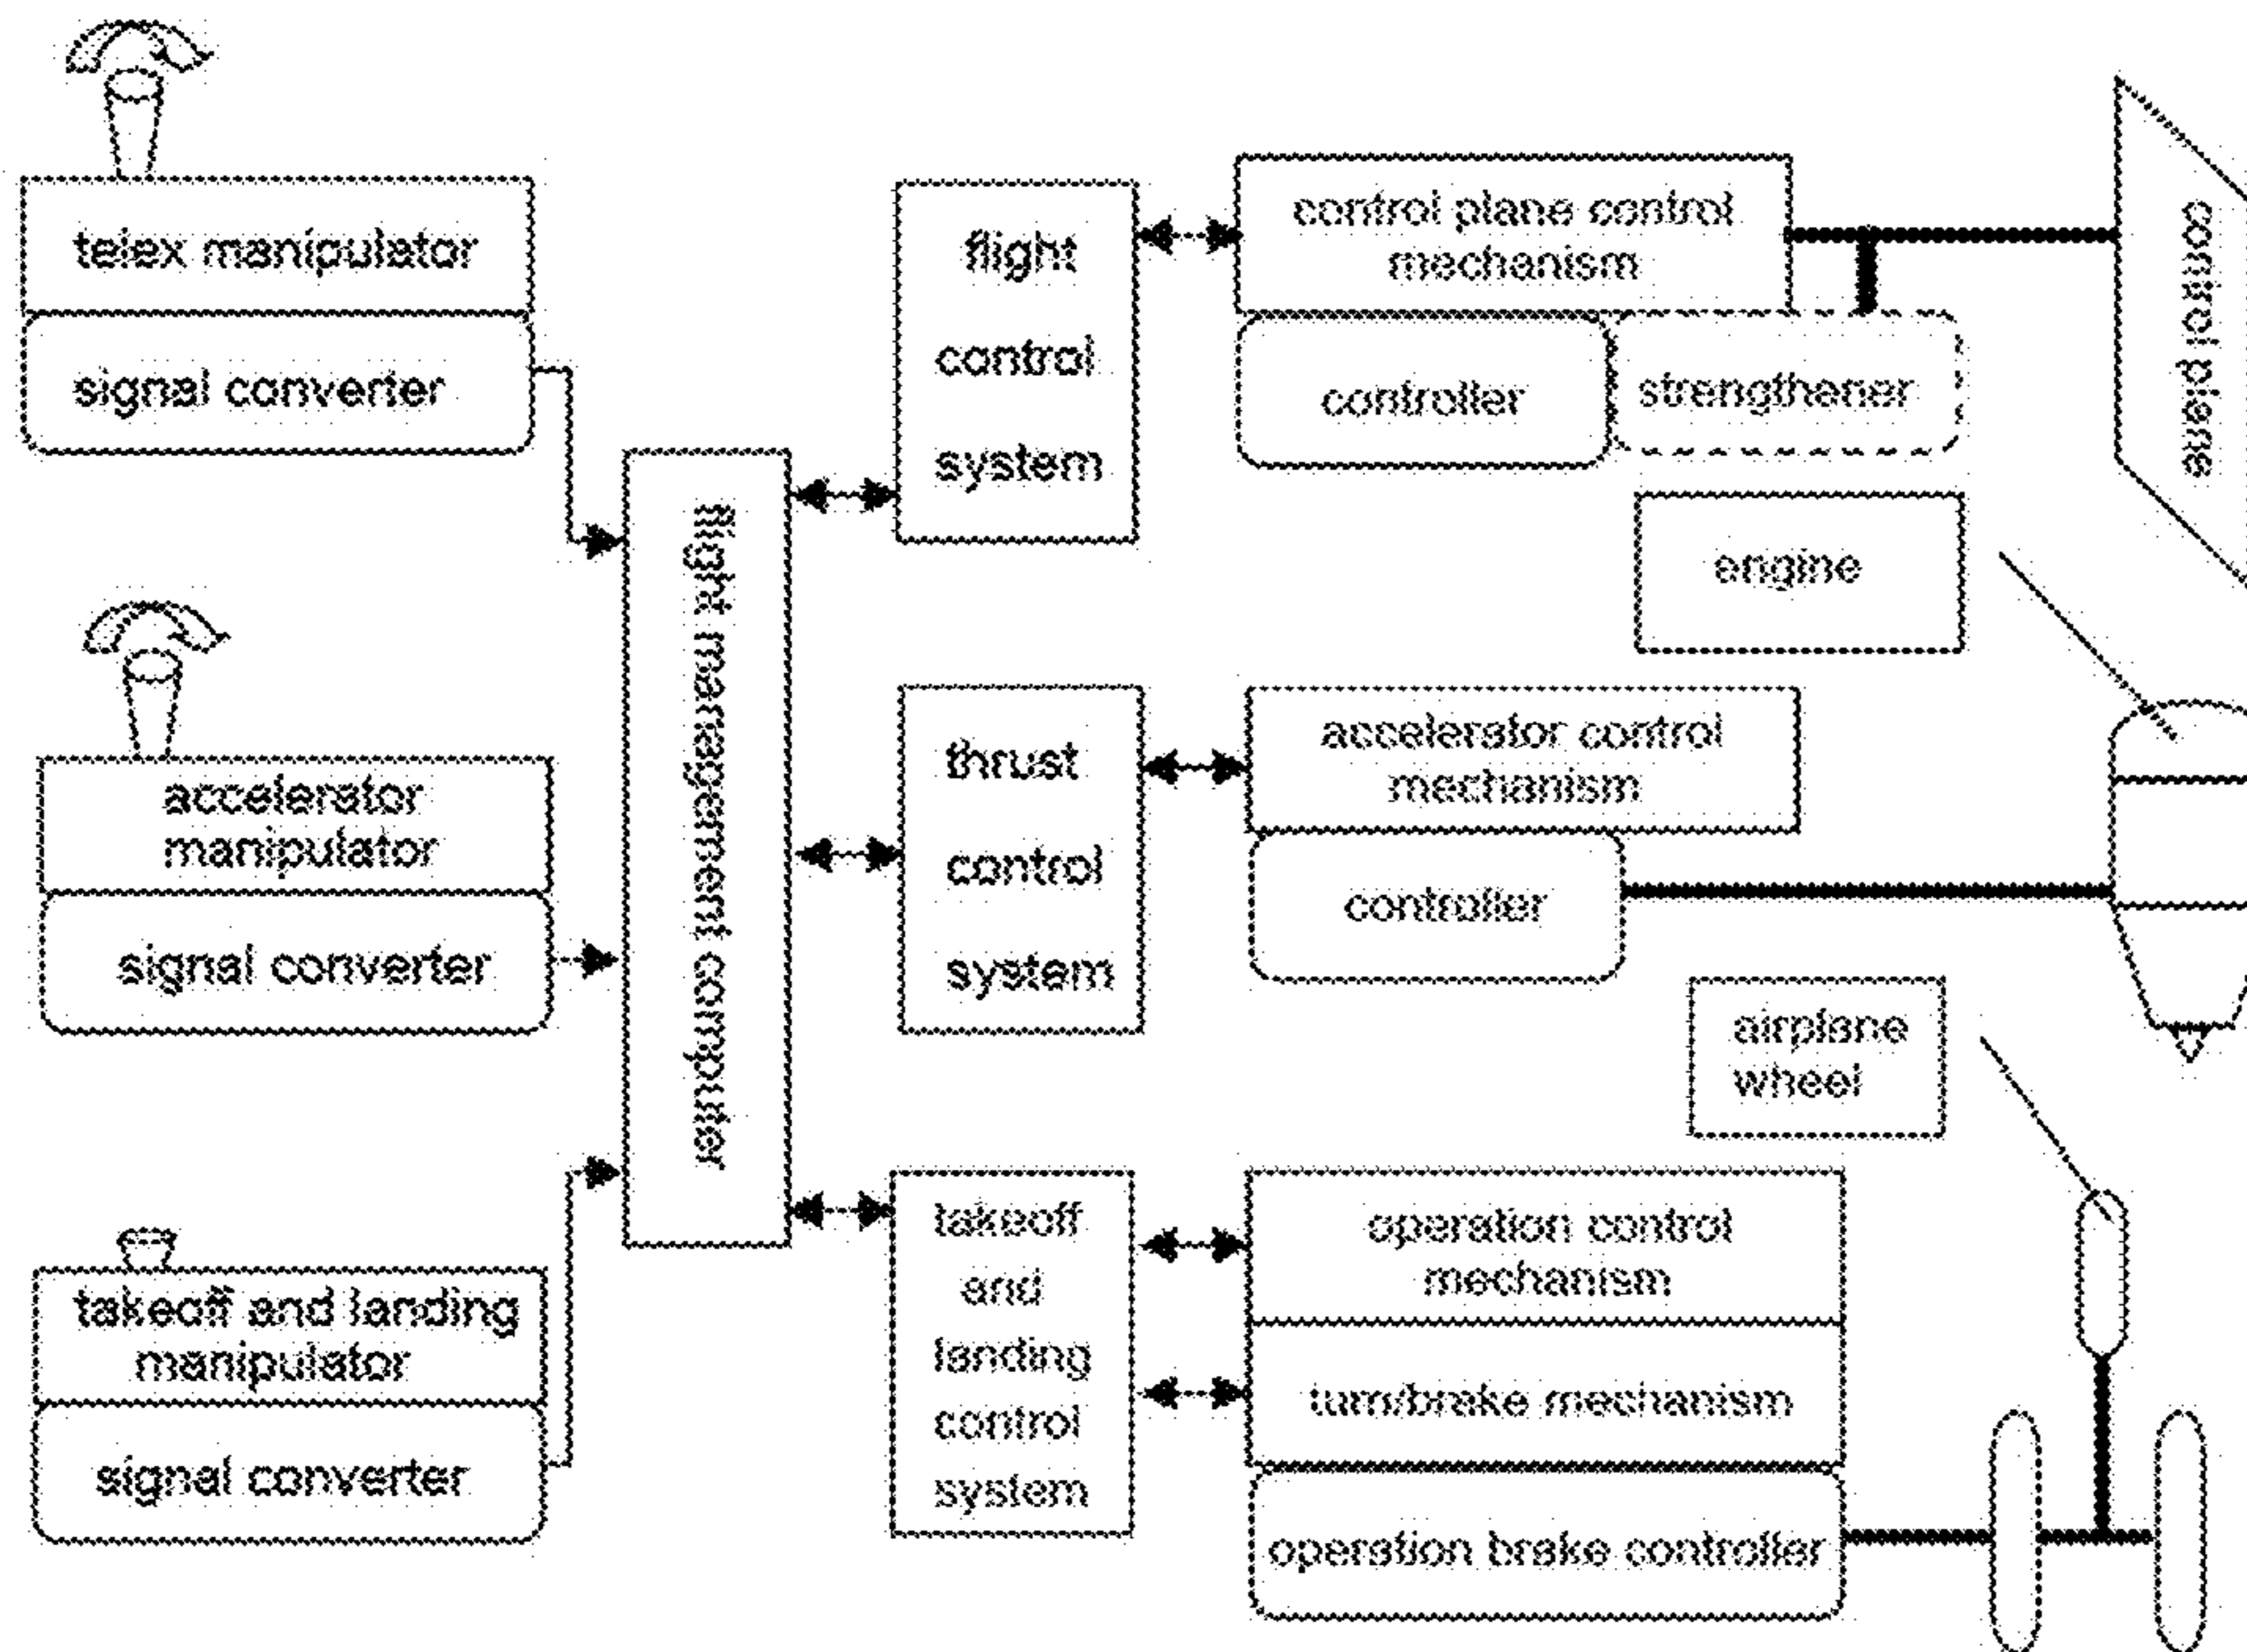 telex manipulator
signal converter
accelerator
manipulator
signal converter
takeoff and landing
manipulator
signal converter
flight management computer
flight
control
system
thrust
control
system
takeoff
and
landing
control
system
control plane control
mechanism
controller
strengthener
control plane
engine
accelerator control
mechanism
controller
airplane
wheel
operation control
mechanism
turn/brake mechanism
operation brake controller